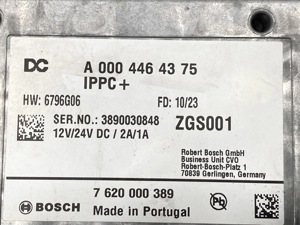 DC A 000 446 43 75
IPPC+
HW: 6796G06 FD: 10/23
SER.NO.: 3890030848 ZGS001
12V/24V DC / 2A/1A
Robert Bosch GmbH
Business Unit CVO
Robert-Bosch-Platz 1
70839 Gerlingen, Germany
7 620 000 389
BOSCH Made in Portugal
Pb